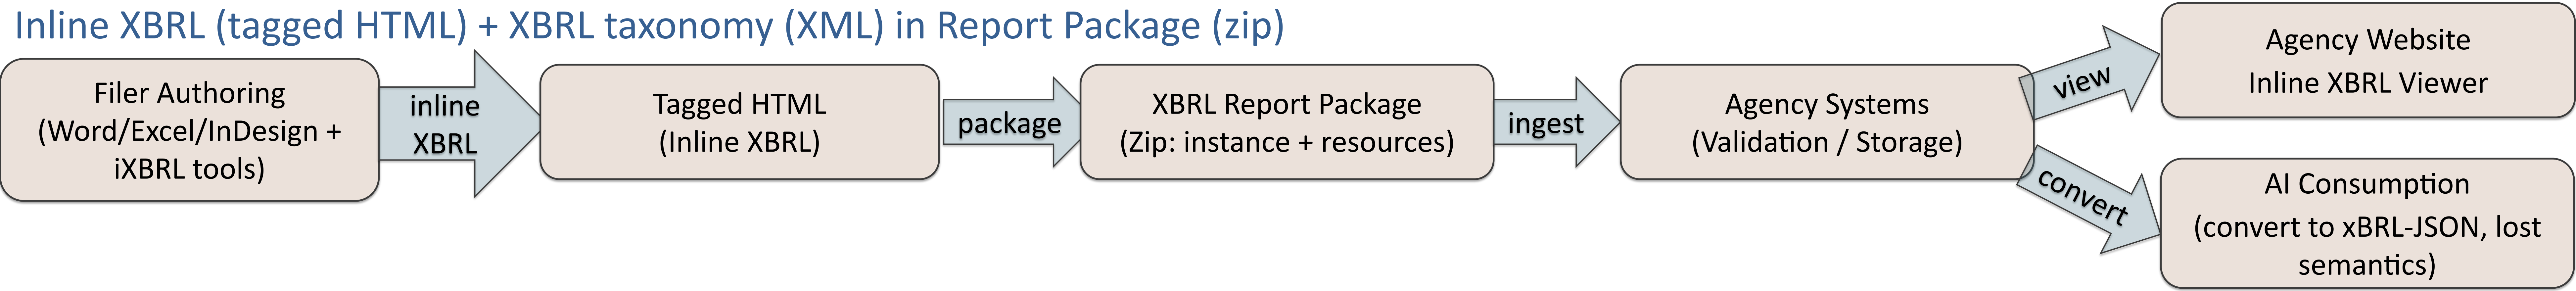 Inline XBRL (tagged HTML) + XBRL taxonomy (XML) in Report Package (zip)
Filer Authoring
(Word/Excel/InDesign +
iXBRL tools)
inline
XBRL
Tagged HTML
(Inline XBRL)
package
XBRL Report Package
(Zip: instance + resources)
ingest
Agency Systems
(Validation / Storage)
view
Agency Website
Inline XBRL Viewer
convert
AI Consumption
(convert to xBRL-JSON, lost
semantics)